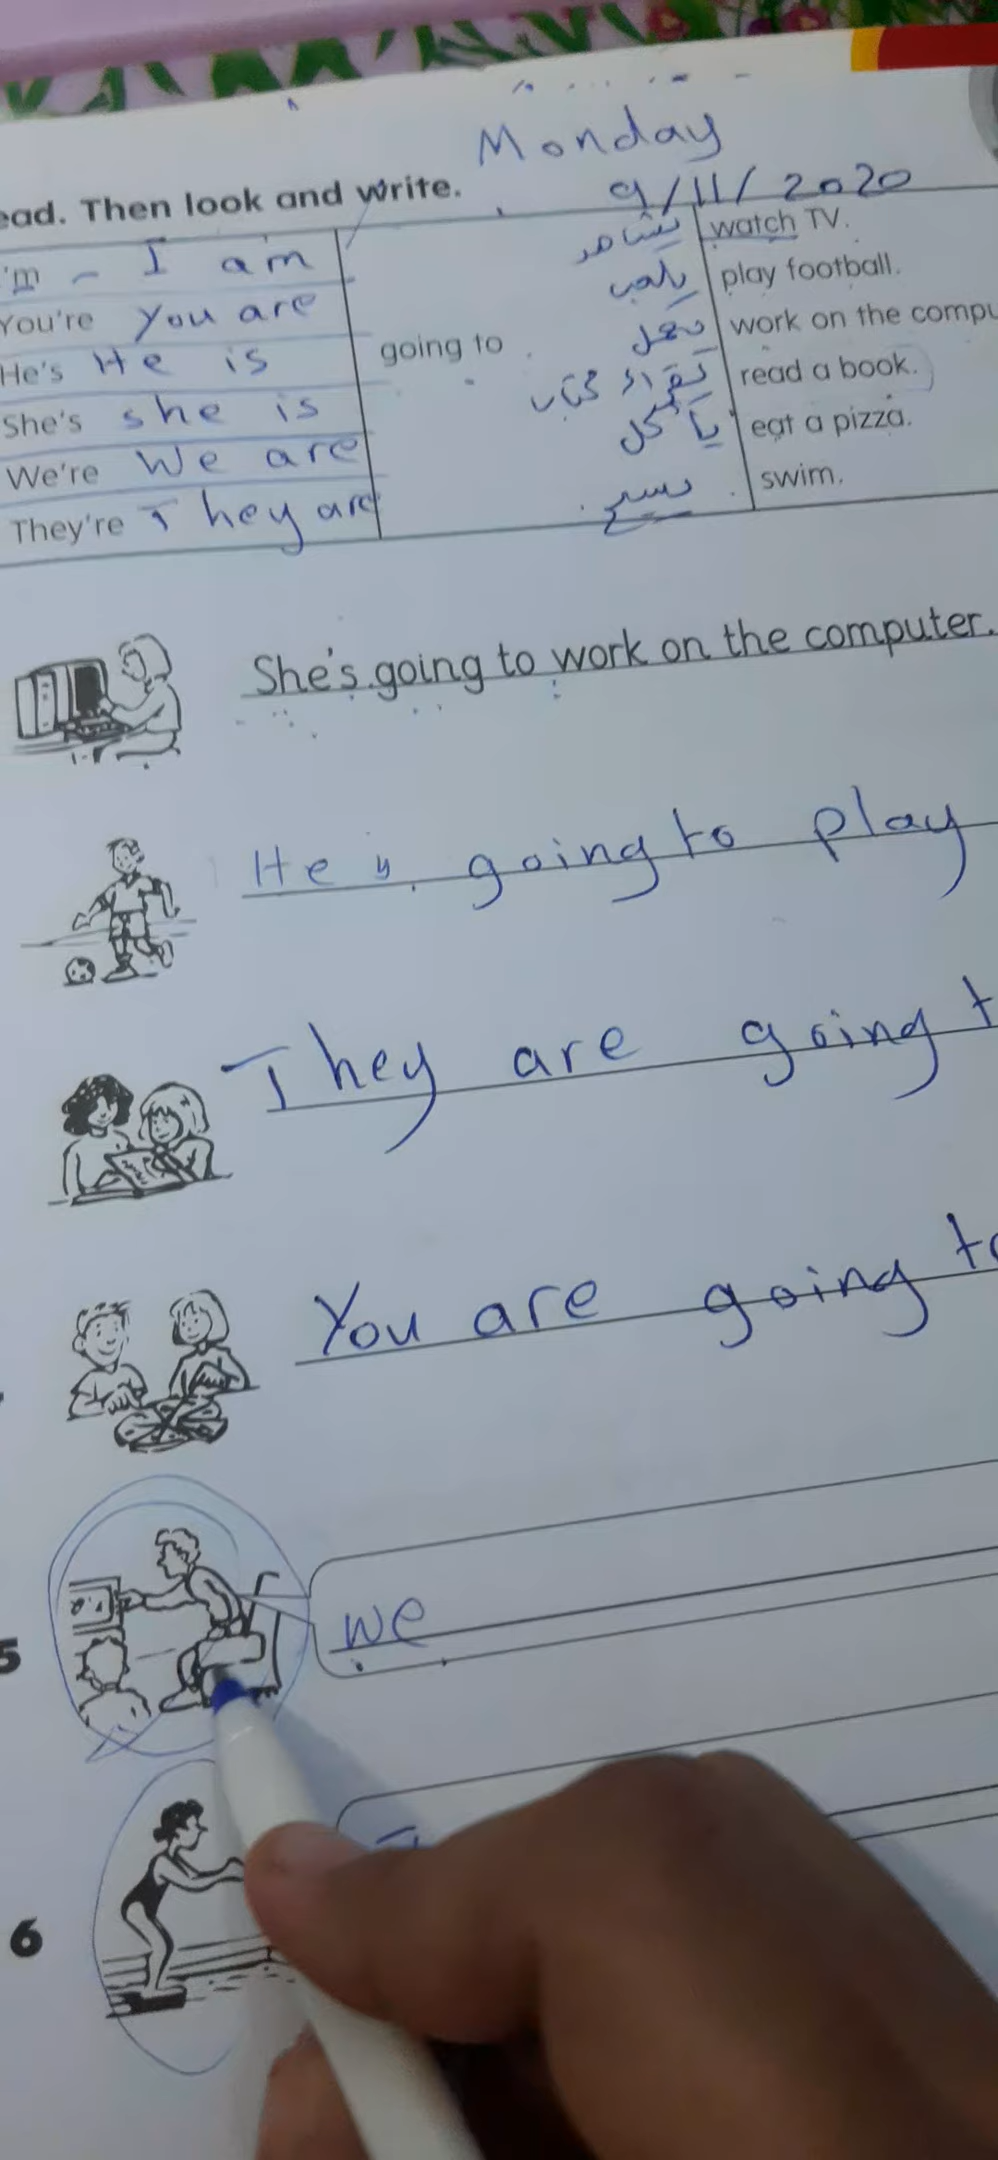 Monday
ead. Then look and write.
9/11/2020
'm - I am
يشاهد watch TV.
You're You are
يلعب play football.
He's He is
going to
يعمل work on the compu
She's she is
يقراء كتاب read a book.
We're We are
يأكل eat a pizza.
They're They are
يسبح swim.
She's going to work on the computer.
He is going to play
They are going t
You are going to
5 we
6